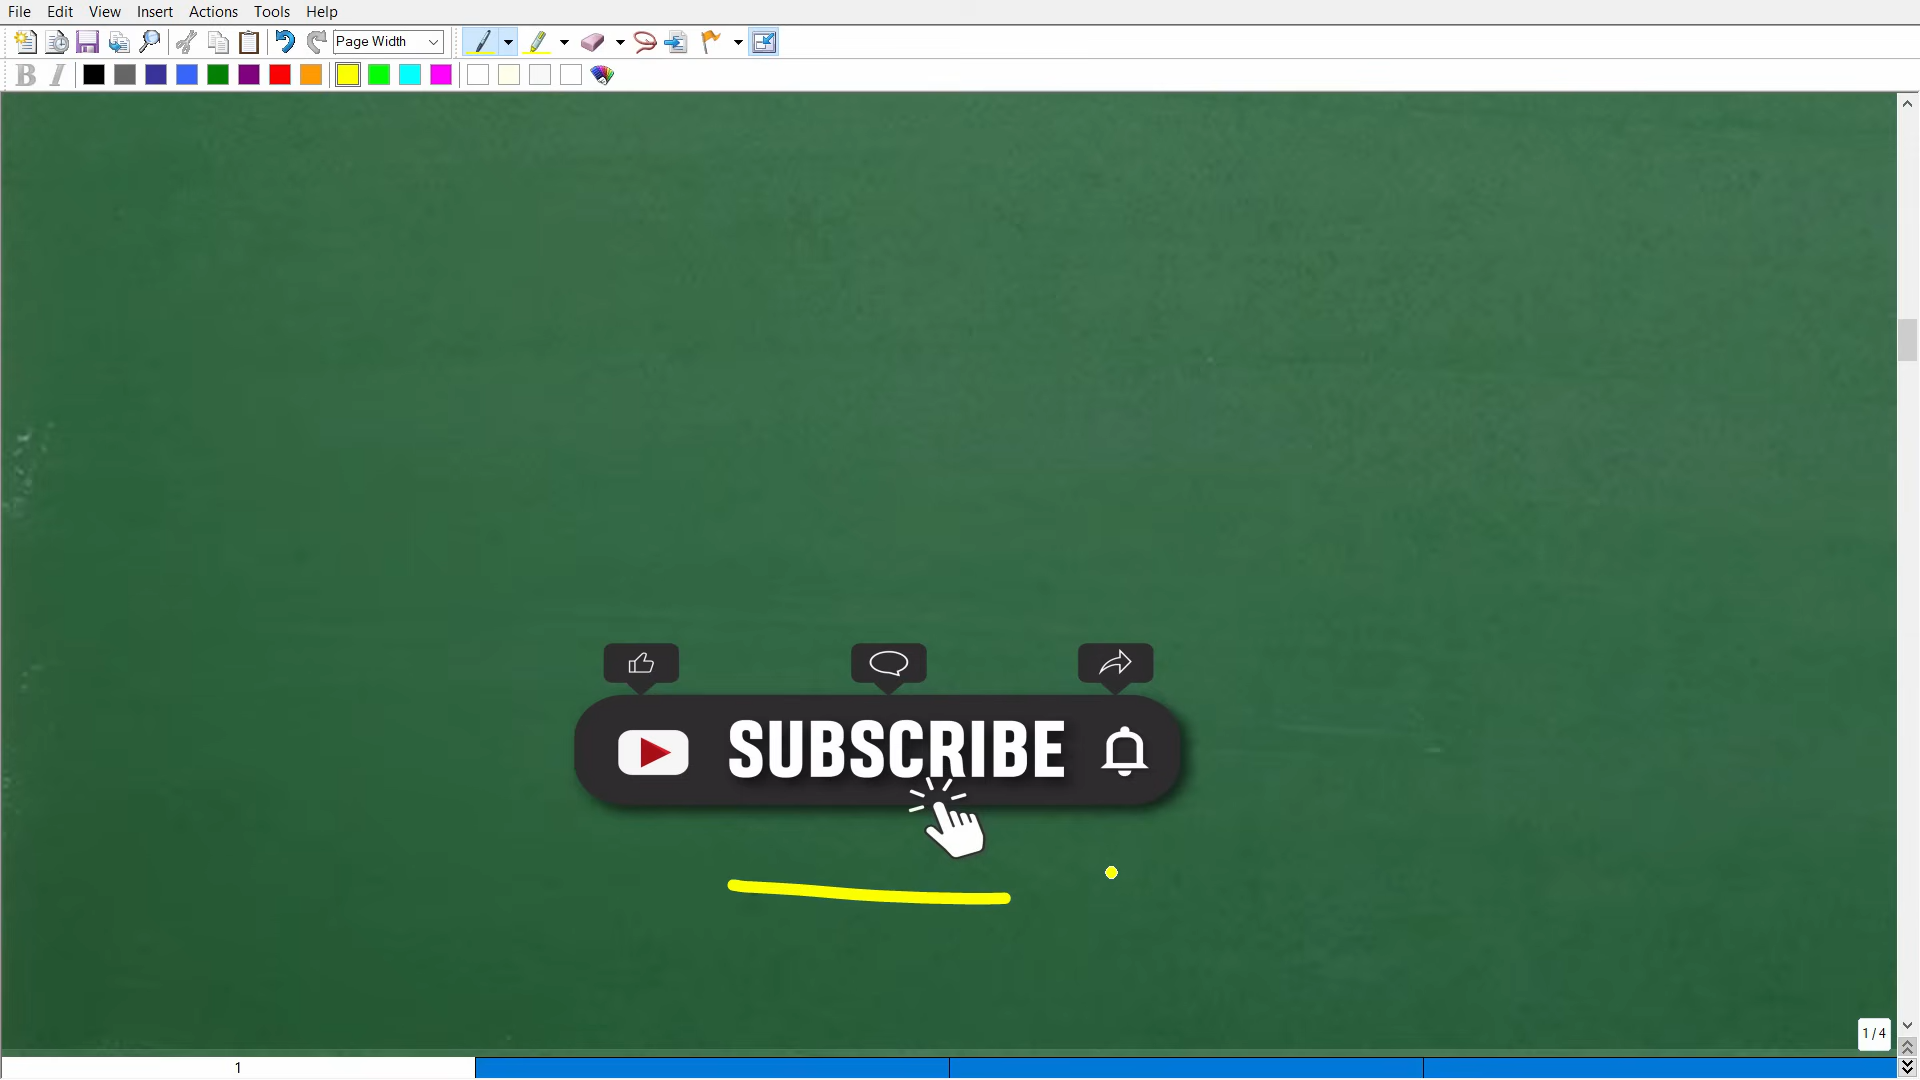 File Edit View Insert Actions Tools Help
Page Width
B I
SUBSCRIBE
1 / 4
1